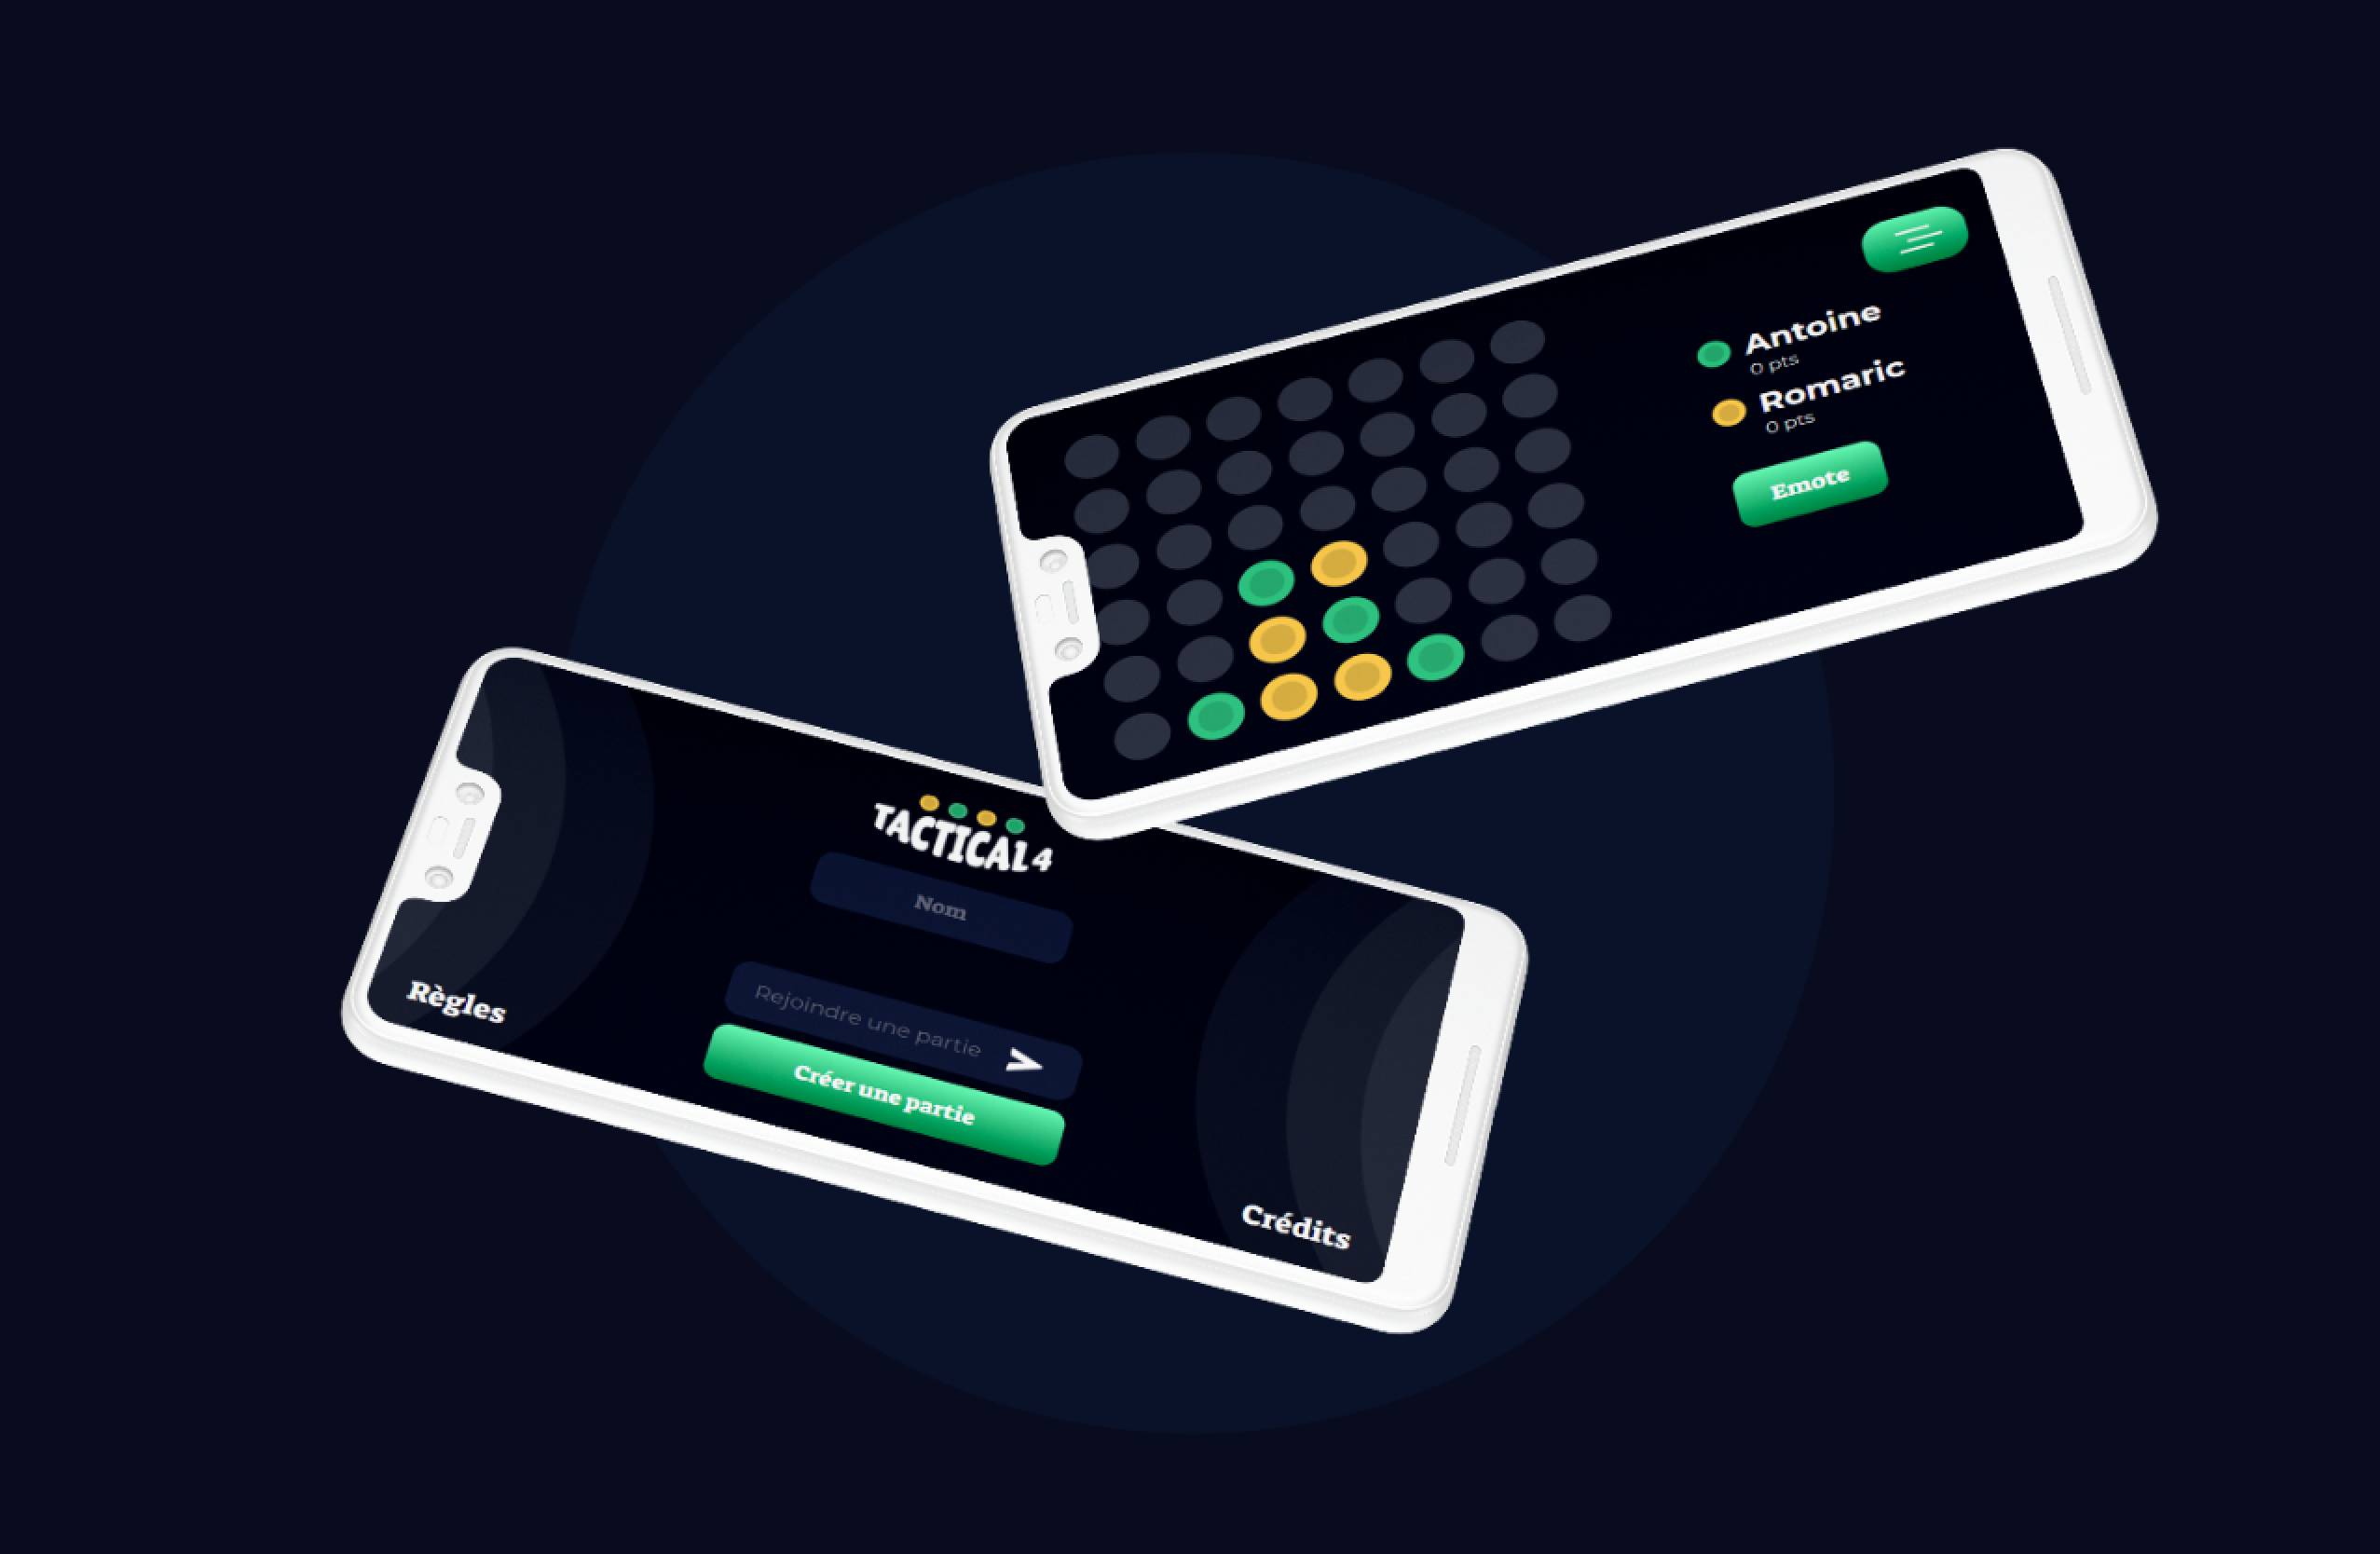 Antoine
0 pts
Romaric
0 pts
Emote
TACTICAL 4
Nom
Rejoindre une partie
Créer une partie
Règles
Crédits